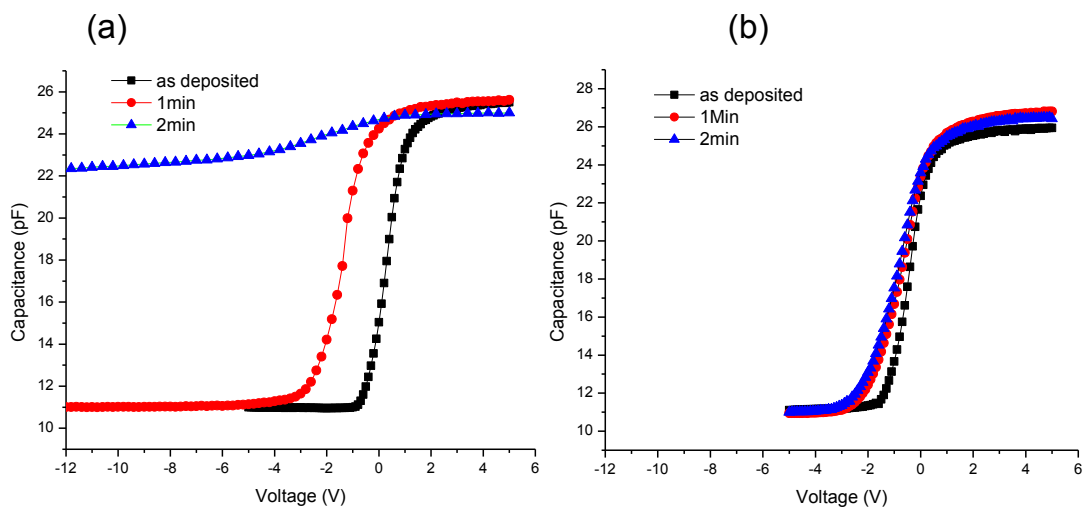 (a)
as deposited
1min
2min
Capacitance (pF)
26
24
22
20
18
16
14
12
10
-12 -10 -8 -6 -4 -2 0 2 4 6
Voltage (V)
(b)
as deposited
1Min
2min
Capacitance (pF)
28
26
24
22
20
18
16
14
12
10
-12 -10 -8 -6 -4 -2 0 2 4 6
Voltage (V)